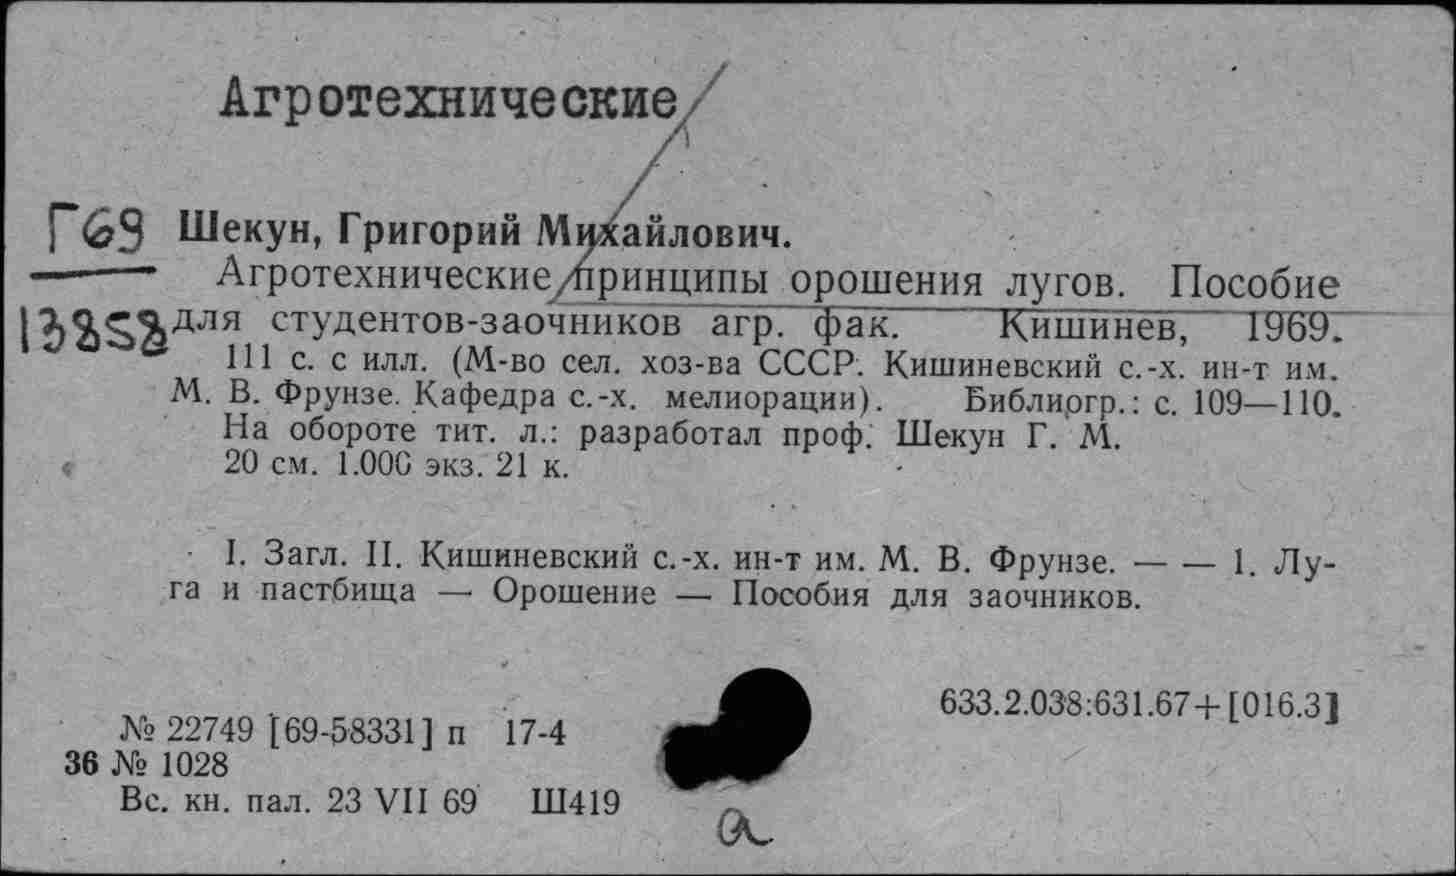 Агротехнические
Г69 Шекун, Григорий Михайлович.
Агротехнические принципы орошения лугов. Пособие
для студентов-заочников агр. фак. Кишинев, 1969.
111 с. с илл. (М-во сел. хоз-ва СССР. Кишиневский с.-х. ин-т им.
М. В. Фрунзе. Кафедра с.-х. мелиорации). Библиогр.: с. 109—110.
На обороте тит. л.: разработал проф. Шекун Г. М.
20 см. 1.000 экз. 21 к.
I. Загл. II. Кишиневский с.-х. ин-т им. М. В. Фрунзе. — — 1. Лу-
га и пастбища — Орошение — Пособия для заочников.
633.2.038:631.67+[016.3]
№ 22749 [69-58331] п 17-4
36 № 1028
Вс. кн. пал. 23 VII 69 Ш419